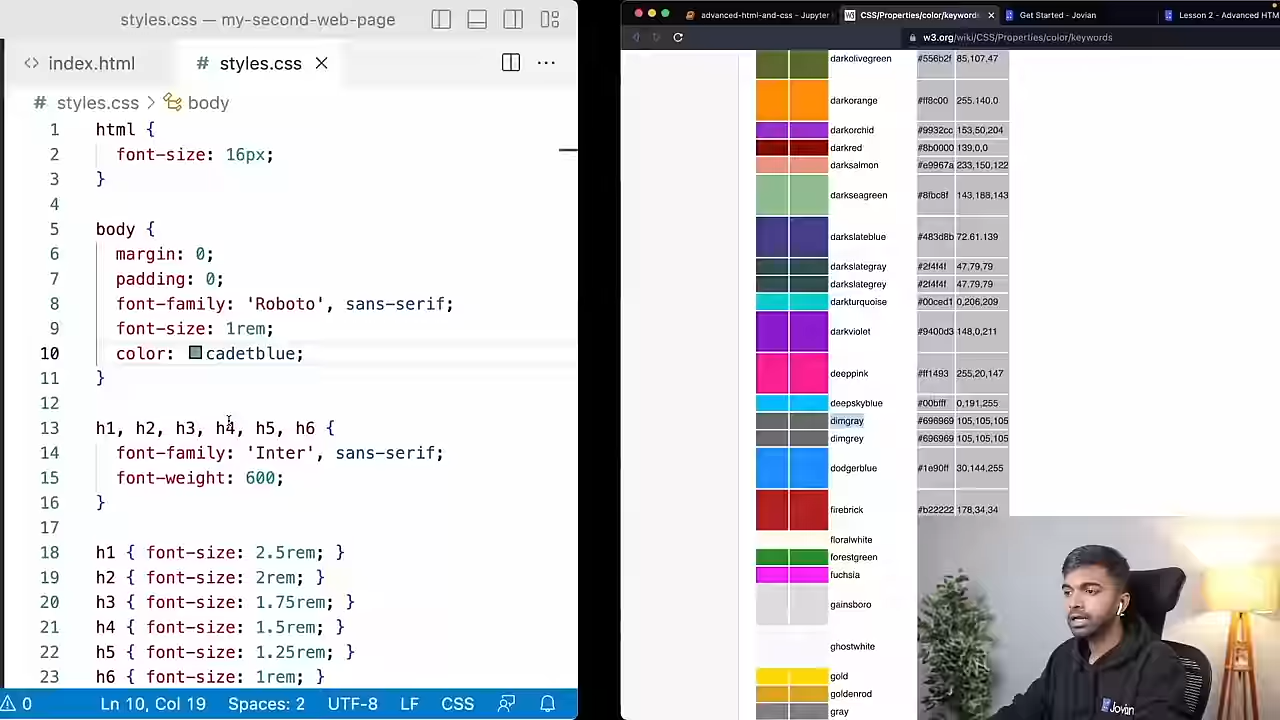 styles.css — my-second-web-page
<> index.html # styles.css ×
# styles.css > body
1 html {
2 font-size: 16px;
3 }
4
5 body {
6 margin: 0;
7 padding: 0;
8 font-family: 'Roboto', sans-serif;
9 font-size: 1rem;
10 color: cadetblue;
11 }
12
13 h1, h2, h3, h4, h5, h6 {
14 font-family: 'Inter', sans-serif;
15 font-weight: 600;
16 }
17
18 h1 { font-size: 2.5rem; }
19 h2 { font-size: 2rem; }
20 h3 { font-size: 1.75rem; }
21 h4 { font-size: 1.5rem; }
22 h5 { font-size: 1.25rem; }
23 h6 { font-size: 1rem; }
0 Ln 10, Col 19 Spaces: 2 UTF-8 LF CSS
advanced-html-and-css - Jupyter CSS/Properties/color/keyword Get Started - Jovian Lesson 2 - Advanced HTM
w3.org/wiki/CSS/Properties/color/keywords
darkolivegreen #556b2f 85,107,47
darkorange #ff8c00 255,140,0
darkorchid #9932cc 153,50,204
darkred #8b0000 139,0,0
darksalmon #e9967a 233,150,122
darkseagreen #8fbc8f 143,188,143
darkslateblue #483d8b 72,61,139
darkslategray #2f4f4f 47,79,79
darkslategrey #2f4f4f 47,79,79
darkturquoise #00ced1 0,206,209
darkviolet #9400d3 148,0,211
deeppink #ff1493 255,20,147
deepskyblue #00bfff 0,191,255
dimgray #696969 105,105,105
dimgrey #696969 105,105,105
dodgerblue #1e90ff 30,144,255
firebrick #b22222 178,34,34
floralwhite
forestgreen
fuchsia
gainsboro
ghostwhite
gold
goldenrod
gray
Jovian